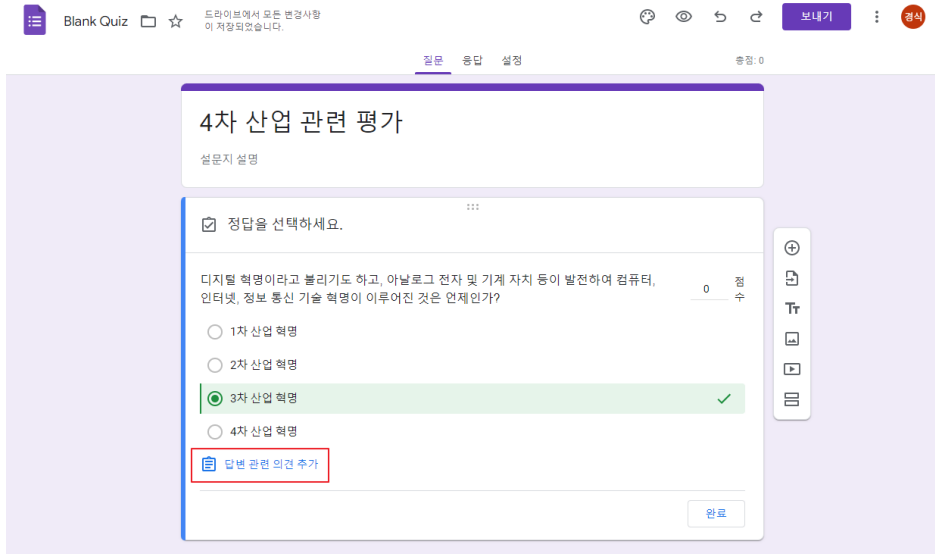 Blank Quiz
드라이브에서 모든 변경사항
이 저장되었습니다.
보내기
경식
질문 응답 설정
총점: 0
4차 산업 관련 평가
설문지 설명
정답을 선택하세요.
디지털 혁명이라고 불리기도 하고, 아날로그 전자 및 기계 자치 등이 발전하여 컴퓨터,
인터넷, 정보 통신 기술 혁명이 이루어진 것은 언제인가?
0
점
수
1차 산업 혁명
2차 산업 혁명
3차 산업 혁명
4차 산업 혁명
답변 관련 의견 추가
완료
Tт